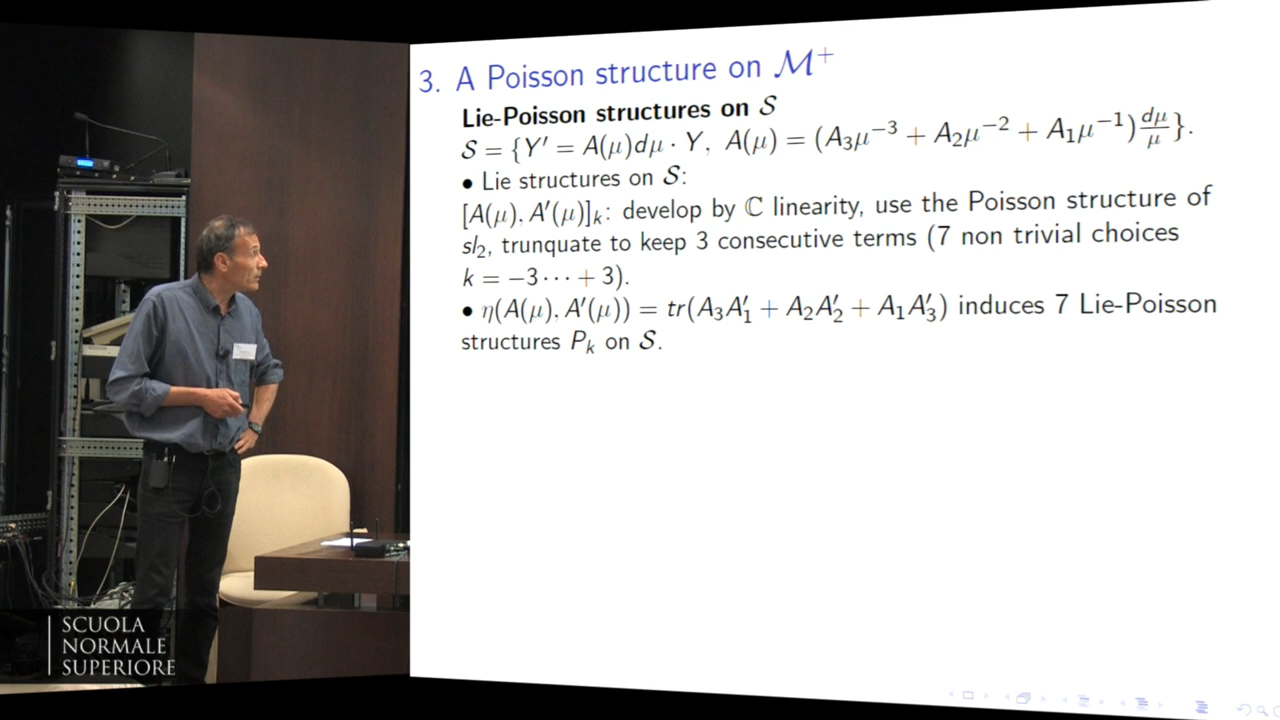 3. A Poisson structure on ℳ⁺
Lie-Poisson structures on 𝒮
𝒮 = {Y′ = A(μ)dμ · Y, A(μ) = (A₃μ⁻³ + A₂μ⁻² + A₁μ⁻¹) dμ/μ}.
• Lie structures on 𝒮:
[A(μ), A′(μ)]ₖ: develop by ℂ linearity, use the Poisson structure of
sl₂, trunquate to keep 3 consecutive terms (7 non trivial choices
k = −3 ⋯ + 3).
• η(A(μ), A′(μ)) = tr(A₃A′₁ + A₂A′₂ + A₁A′₃) induces 7 Lie-Poisson
structures Pₖ on 𝒮.
SCUOLA
NORMALE
SUPERIORE